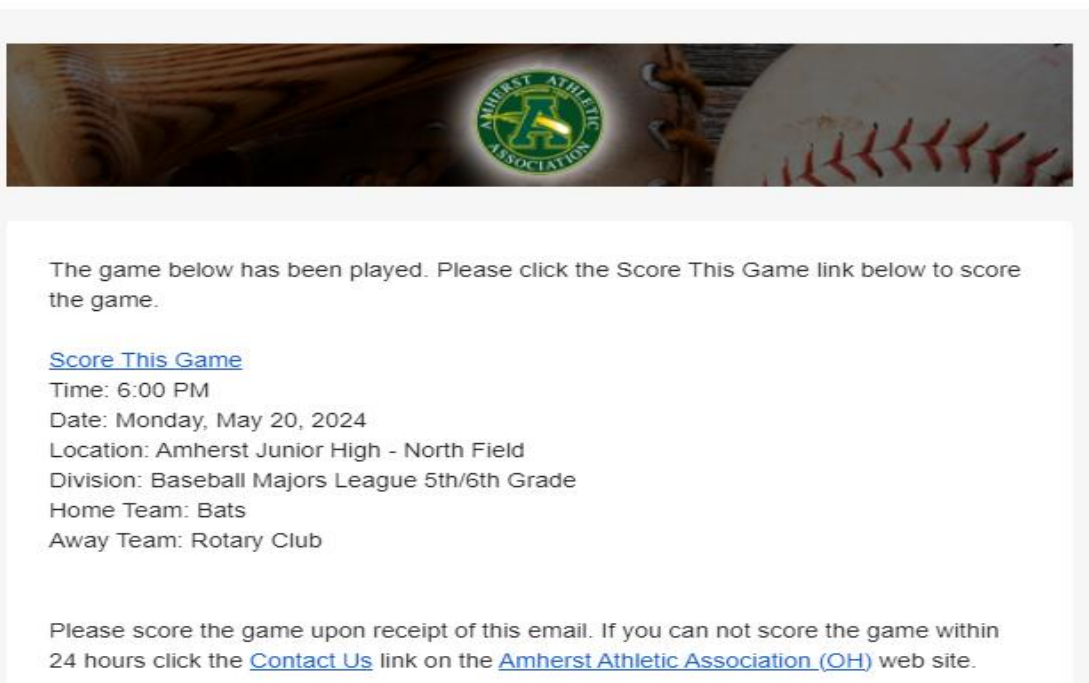 AMHERST ATHLETIC
A
ASSOCIATION
The game below has been played. Please click the Score This Game link below to score
the game.
Score This Game
Time: 6:00 PM
Date: Monday, May 20, 2024
Location: Amherst Junior High - North Field
Division: Baseball Majors League 5th/6th Grade
Home Team: Bats
Away Team: Rotary Club
Please score the game upon receipt of this email. If you can not score the game within
24 hours click the Contact Us link on the Amherst Athletic Association (OH) web site.